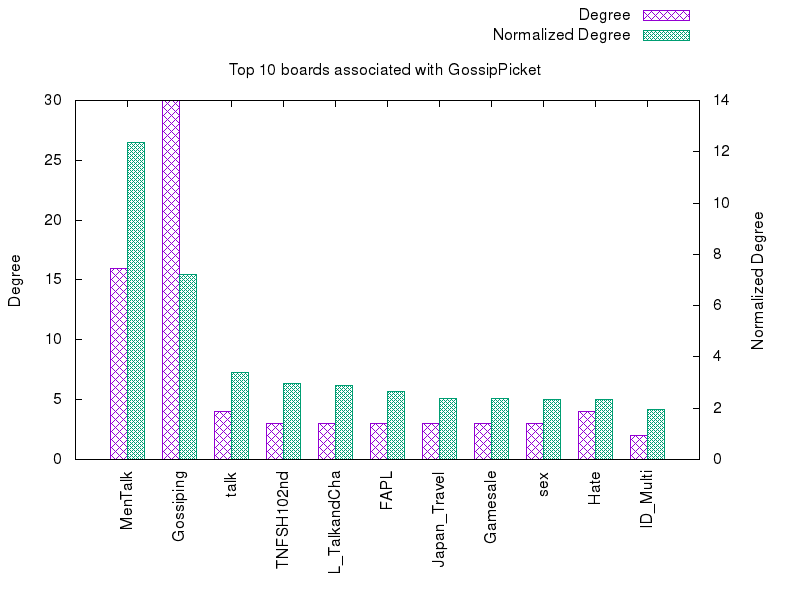 Degree
Normalized Degree
Top 10 boards associated with GossipPicket
30
25
20
15
10
5
0
14
12
10
8
6
4
2
0
Degree
Normalized Degree
MenTalk
Gossiping
talk
TNFSH102nd
L_TalkandCha
FAPL
Japan_Travel
Gamesale
sex
Hate
ID_Multi